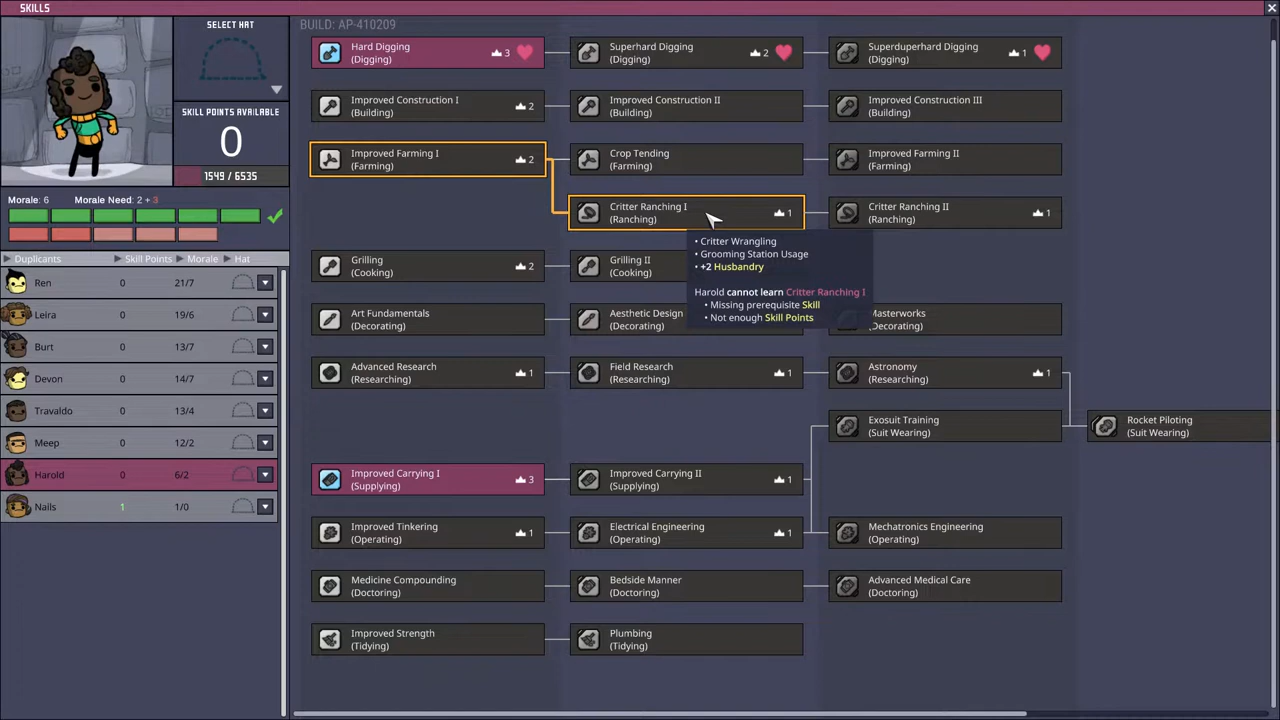 SKILLS
BUILD: AP-410209
SELECT HAT
SKILL POINTS AVAILABLE
0
1549 / 6535
Morale: 6 Morale Need: 2 + 3
Duplicants Skill Points Morale Hat
Ren 0 21/7
Leira 0 19/6
Burt 0 13/7
Devon 0 14/7
Travaldo 0 13/4
Meep 0 12/2
Harold 0 6/2
Nails 1 1/0
Hard Digging 3
(Digging)
Superhard Digging 2
(Digging)
Superduperhard Digging 1
(Digging)
Improved Construction I 2
(Building)
Improved Construction II
(Building)
Improved Construction III
(Building)
Improved Farming I 2
(Farming)
Crop Tending
(Farming)
Improved Farming II
(Farming)
Critter Ranching I 1
(Ranching)
Critter Ranching II 1
(Ranching)
• Critter Wrangling
• Grooming Station Usage
• +2 Husbandry
Harold cannot learn Critter Ranching I
• Missing prerequisite Skill
• Not enough Skill Points
Grilling 2
(Cooking)
Grilling II
(Cooking)
Art Fundamentals
(Decorating)
Aesthetic Design
(Decorating)
Masterworks
(Decorating)
Advanced Research 1
(Researching)
Field Research 1
(Researching)
Astronomy 1
(Researching)
Exosuit Training
(Suit Wearing)
Rocket Piloting
(Suit Wearing)
Improved Carrying I 3
(Supplying)
Improved Carrying II 1
(Supplying)
Improved Tinkering 1
(Operating)
Electrical Engineering 1
(Operating)
Mechatronics Engineering
(Operating)
Medicine Compounding
(Doctoring)
Bedside Manner
(Doctoring)
Advanced Medical Care
(Doctoring)
Improved Strength
(Tidying)
Plumbing
(Tidying)